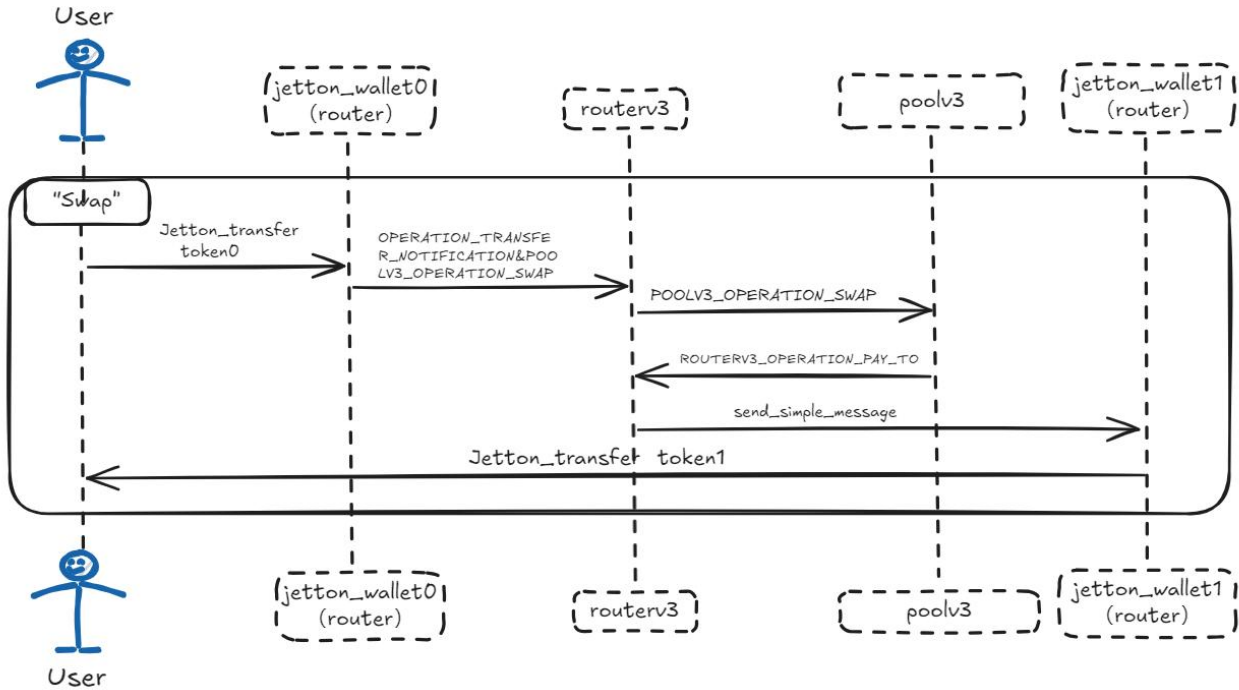 User
jetton_wallet0
(router)
routerv3
poolv3
jetton_wallet1
(router)
"Swap"
Jetton_transfer
token0
OPERATION_TRANSFE
R_NOTIFICATION&POO
LV3_OPERATION_SWAP
POOLV3_OPERATION_SWAP
ROUTERV3_OPERATION_PAY_TO
send_simple_message
Jetton_transfer token1
jetton_wallet0
(router)
routerv3
poolv3
jetton_wallet1
(router)
User